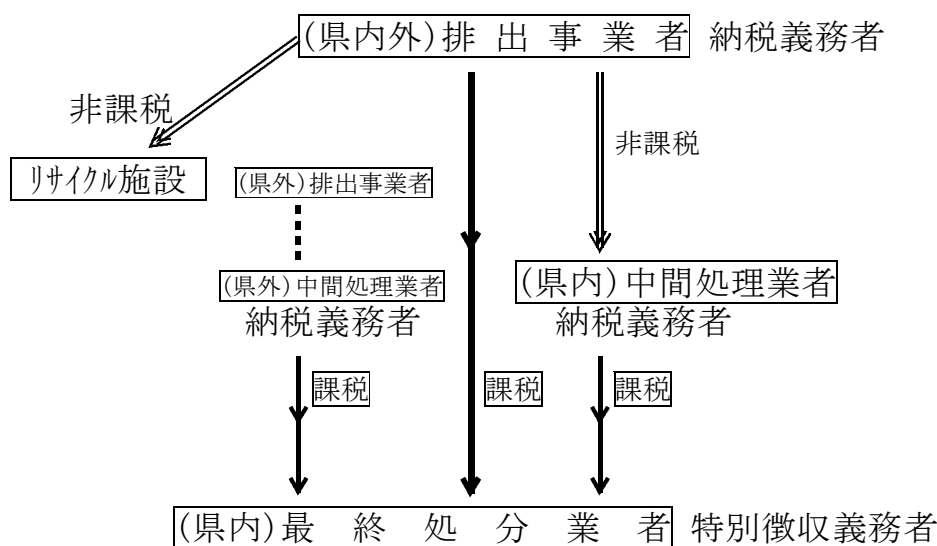 (県内外)排出事業者 納税義務者
非課税
非課税
リサイクル施設
(県外)排出事業者
(県外)中間処理業者
納税義務者
(県内)中間処理業者
納税義務者
課税
課税
課税
(県内)最終処分業者 特別徴収義務者